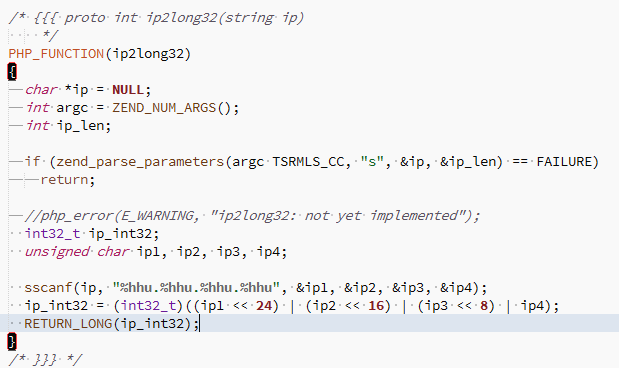 /* {{{ proto int ip2long32(string ip)
*/
PHP_FUNCTION(ip2long32)
{
char *ip = NULL;
int argc = ZEND_NUM_ARGS();
int ip_len;
if (zend_parse_parameters(argc TSRMLS_CC, "s", &ip, &ip_len) == FAILURE)
return;
//php_error(E_WARNING, "ip2long32: not yet implemented");
int32_t ip_int32;
unsigned char ip1, ip2, ip3, ip4;
sscanf(ip, "%hhu.%hhu.%hhu.%hhu", &ip1, &ip2, &ip3, &ip4);
ip_int32 = (int32_t)((ip1 << 24) | (ip2 << 16) | (ip3 << 8) | ip4);
RETURN_LONG(ip_int32);
}
/* }}} */